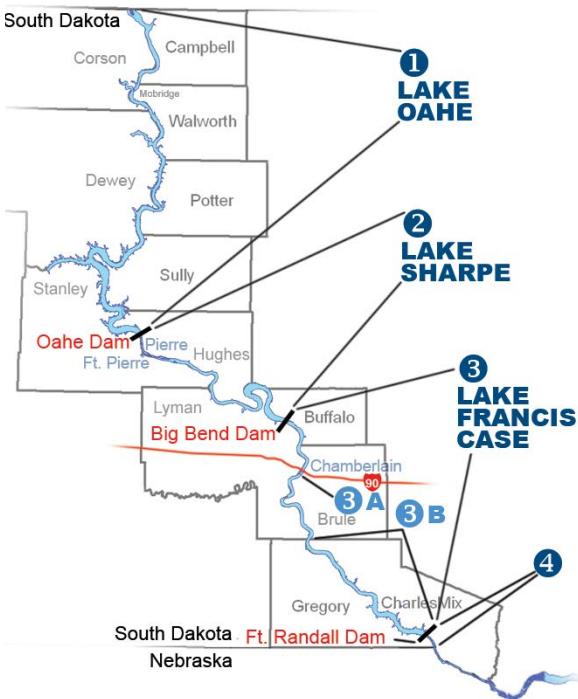 South Dakota
Campbell
Corson
1
LAKE
OAHE
Mobridge
Walworth
Dewey
Potter
2
LAKE
SHARPE
Sully
Stanley
Oahe Dam
Pierre
Ft. Pierre
Hughes
3
LAKE
FRANCIS
CASE
Lyman
Buffalo
Big Bend Dam
Chamberlain
90
3 A
3 B
Brule
4
Gregory
CharlesMix
South Dakota
Ft. Randall Dam
Nebraska